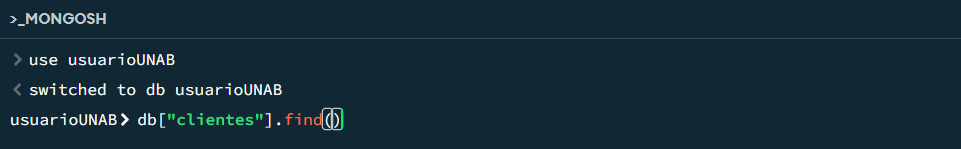 >_MONGOSH
> use usuarioUNAB
< switched to db usuarioUNAB
usuarioUNAB> db["clientes"].find()